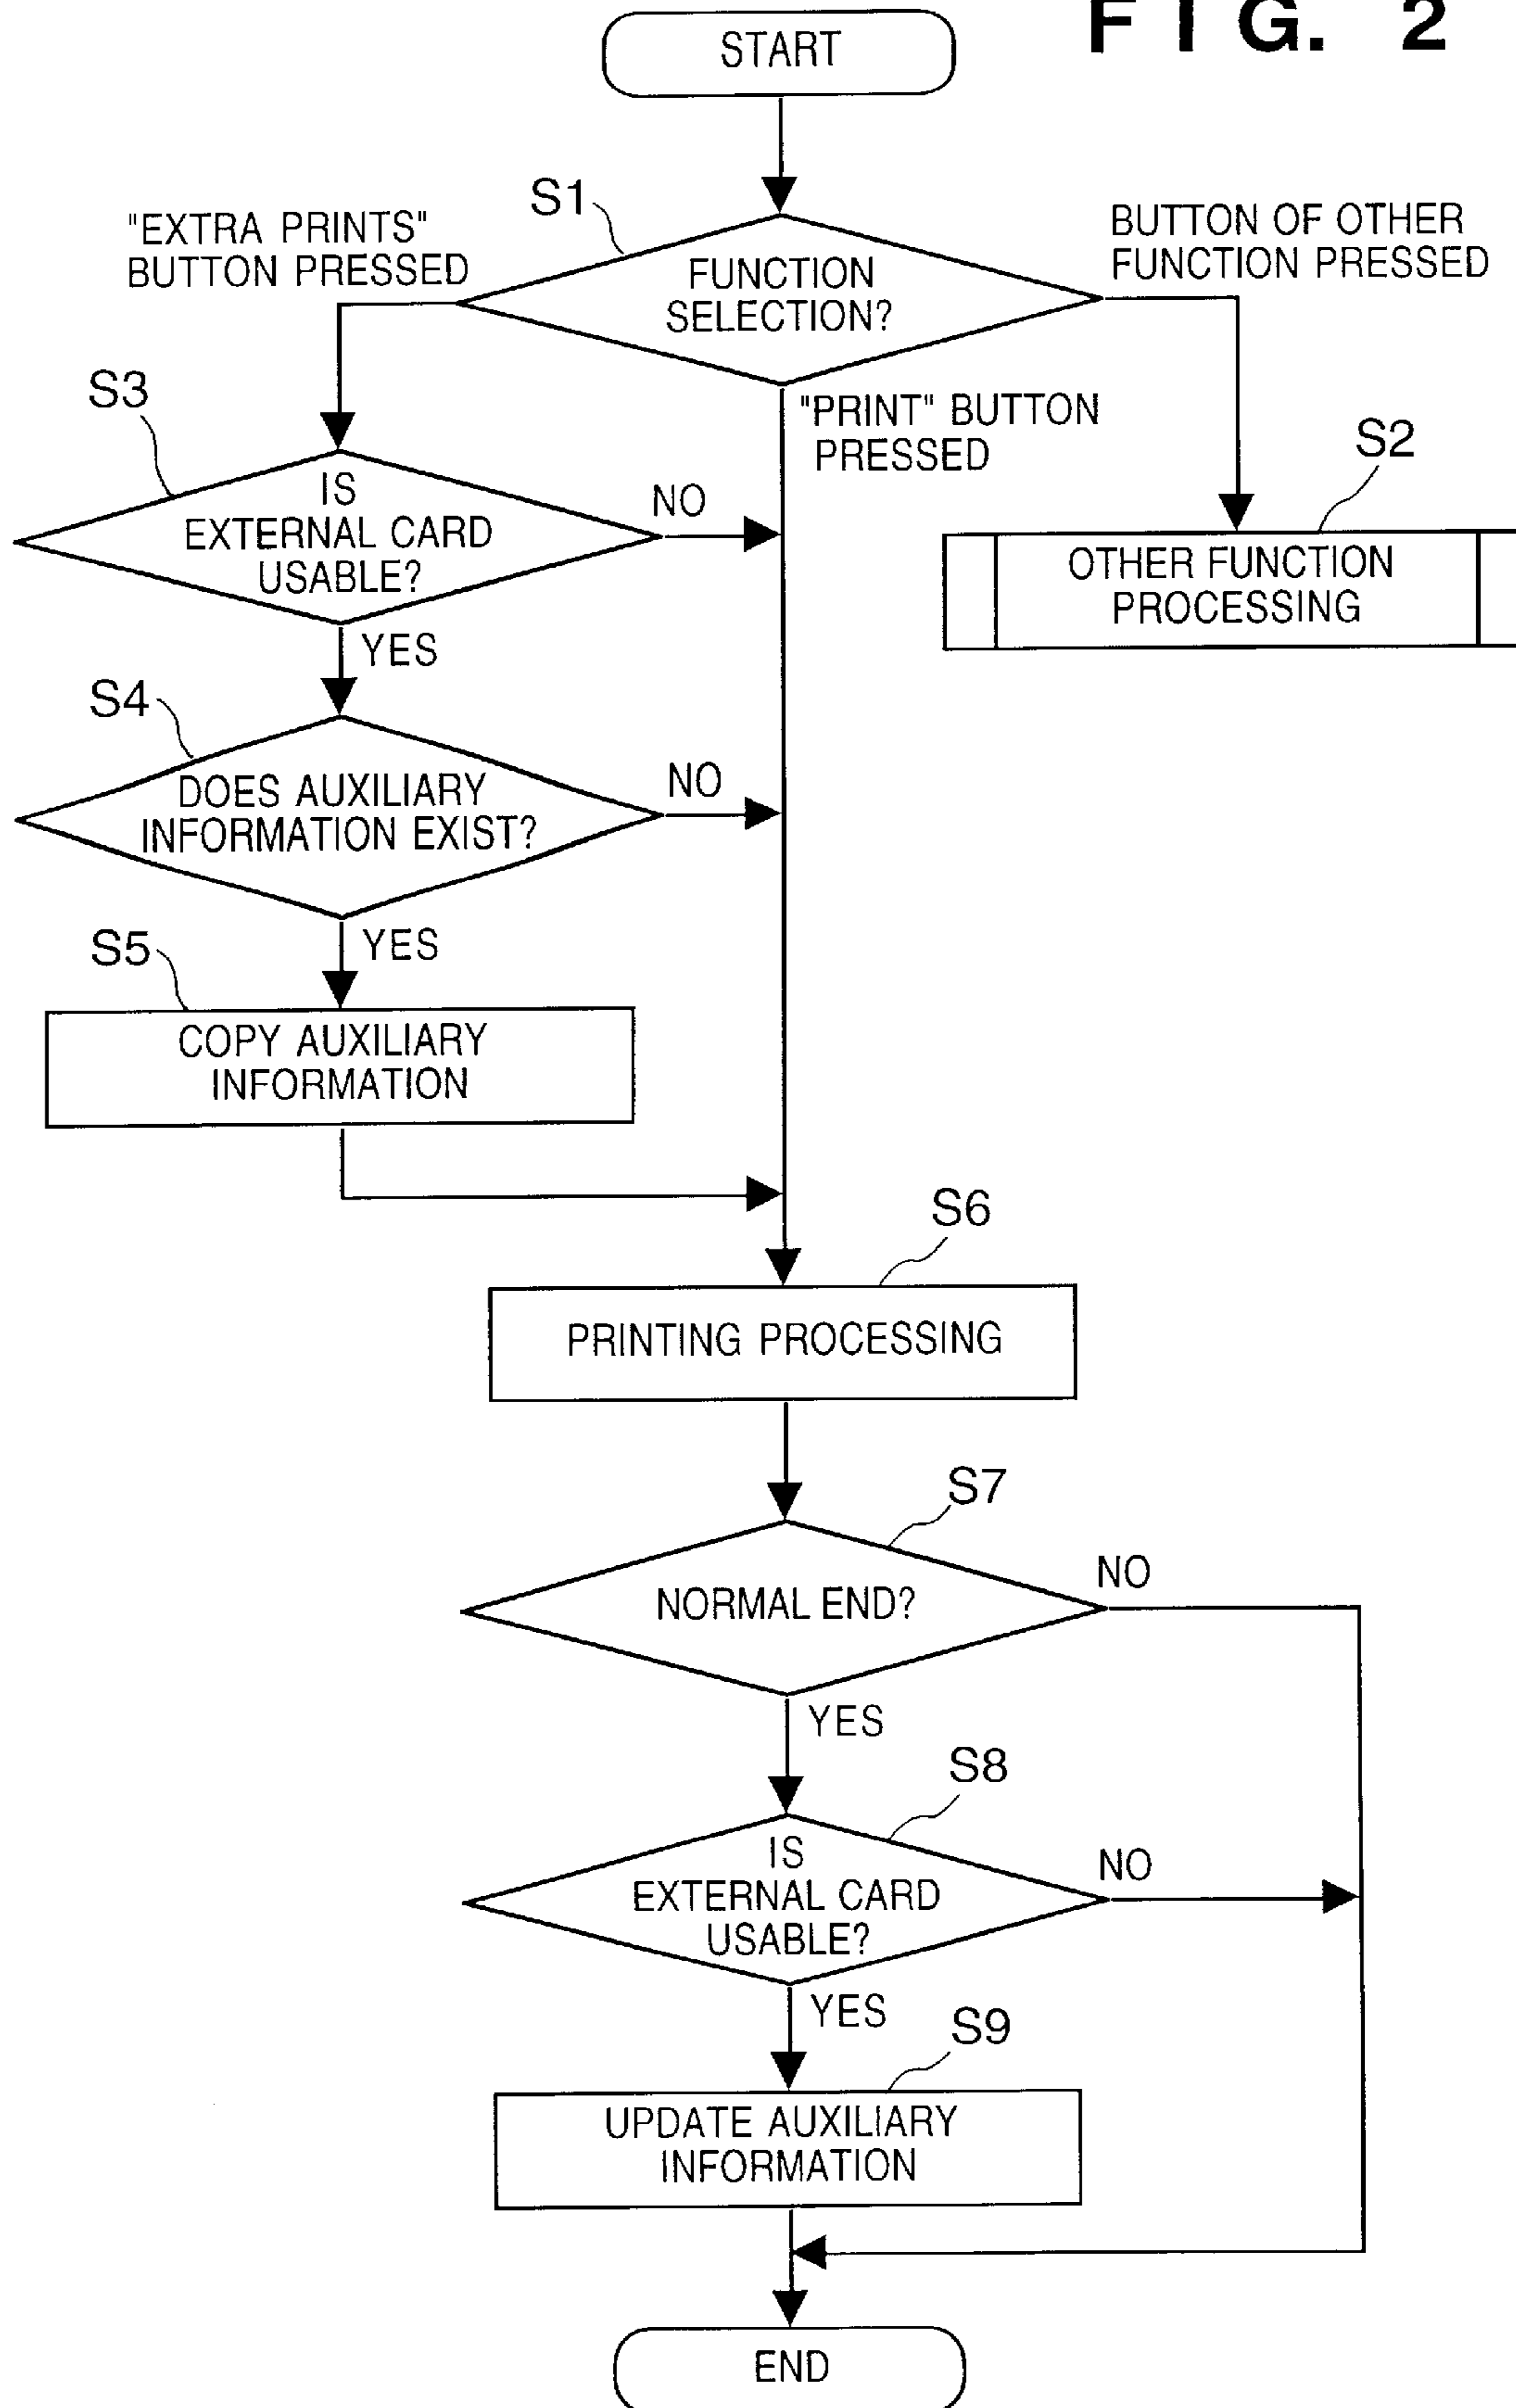 FIG. 2
START
S1
"EXTRA PRINTS"
BUTTON PRESSED
BUTTON OF OTHER
FUNCTION PRESSED
FUNCTION
SELECTION?
S3
"PRINT" BUTTON
PRESSED
S2
IS
EXTERNAL CARD
USABLE?
NO
OTHER FUNCTION
PROCESSING
YES
S4
DOES AUXILIARY
INFORMATION EXIST?
NO
YES
S5
COPY AUXILIARY
INFORMATION
S6
PRINTING PROCESSING
S7
NORMAL END?
NO
YES
S8
IS
EXTERNAL CARD
USABLE?
NO
YES
S9
UPDATE AUXILIARY
INFORMATION
END